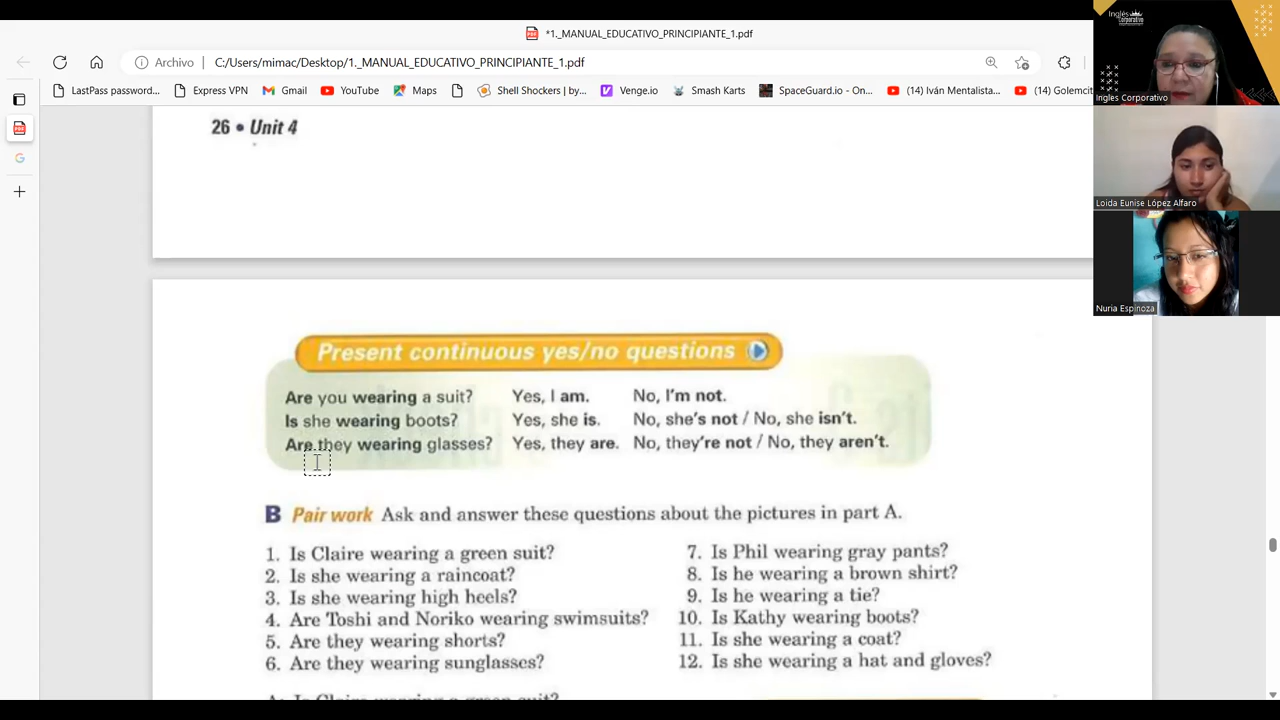 *1._MANUAL_EDUCATIVO_PRINCIPIANTE_1.pdf
Archivo C:/Users/mimac/Desktop/1._MANUAL_EDUCATIVO_PRINCIPIANTE_1.pdf
LastPass password... Express VPN Gmail YouTube Maps Shell Shockers | Beta Venge.io Smash Karts SpaceGuard.io - On... (14) Iván Mentalista... (14) Golemcit
Inglés Corporativo
Ingles Corporativo
Loida Eunise López Alfaro
Nuria Espinoza
26 • Unit 4
Present continuous yes/no questions
Are you wearing a suit? Yes, I am. No, I'm not.
Is she wearing boots? Yes, she is. No, she's not / No, she isn't.
Are they wearing glasses? Yes, they are. No, they're not / No, they aren't.
B Pair work Ask and answer these questions about the pictures in part A.
1. Is Claire wearing a green suit?
2. Is she wearing a raincoat?
3. Is she wearing high heels?
4. Are Toshi and Noriko wearing swimsuits?
5. Are they wearing shorts?
6. Are they wearing sunglasses?
7. Is Phil wearing gray pants?
8. Is he wearing a brown shirt?
9. Is he wearing a tie?
10. Is Kathy wearing boots?
11. Is she wearing a coat?
12. Is she wearing a hat and gloves?
A: Is Claire wearing a green suit?